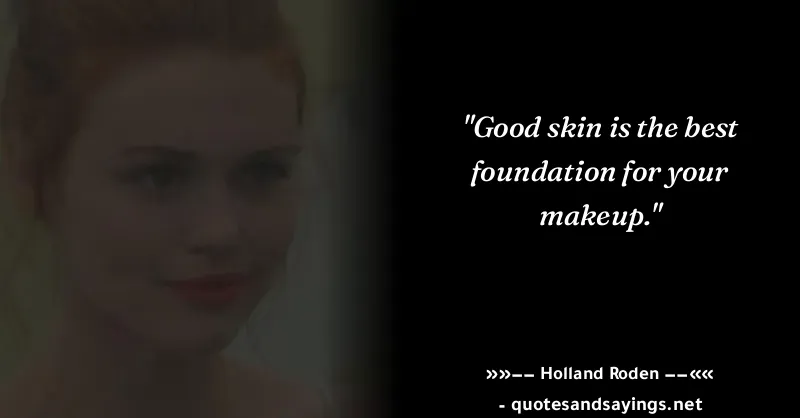 "Good skin is the best
foundation for your
makeup."
»»−− Holland Roden −−««
- quotesandsayings.net